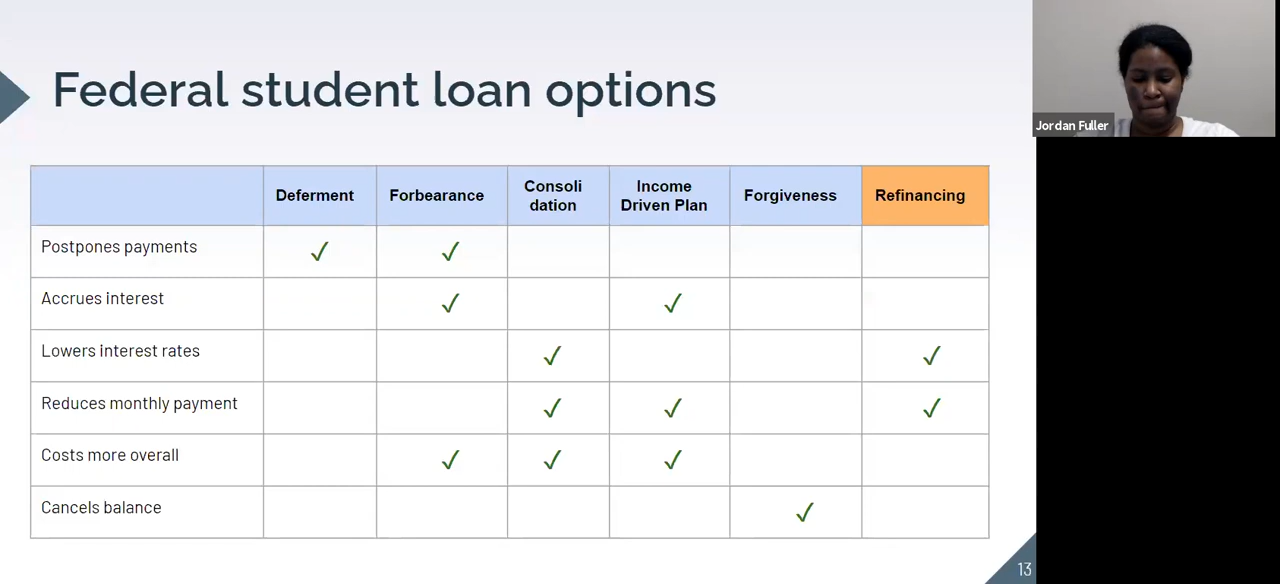 Federal student loan options
Jordan Fuller
Deferment
Forbearance
Consoli
dation
Income
Driven Plan
Forgiveness
Refinancing
Postpones payments ✓ ✓
Accrues interest ✓ ✓
Lowers interest rates ✓ ✓
Reduces monthly payment ✓ ✓ ✓
Costs more overall ✓ ✓ ✓
Cancels balance ✓
13